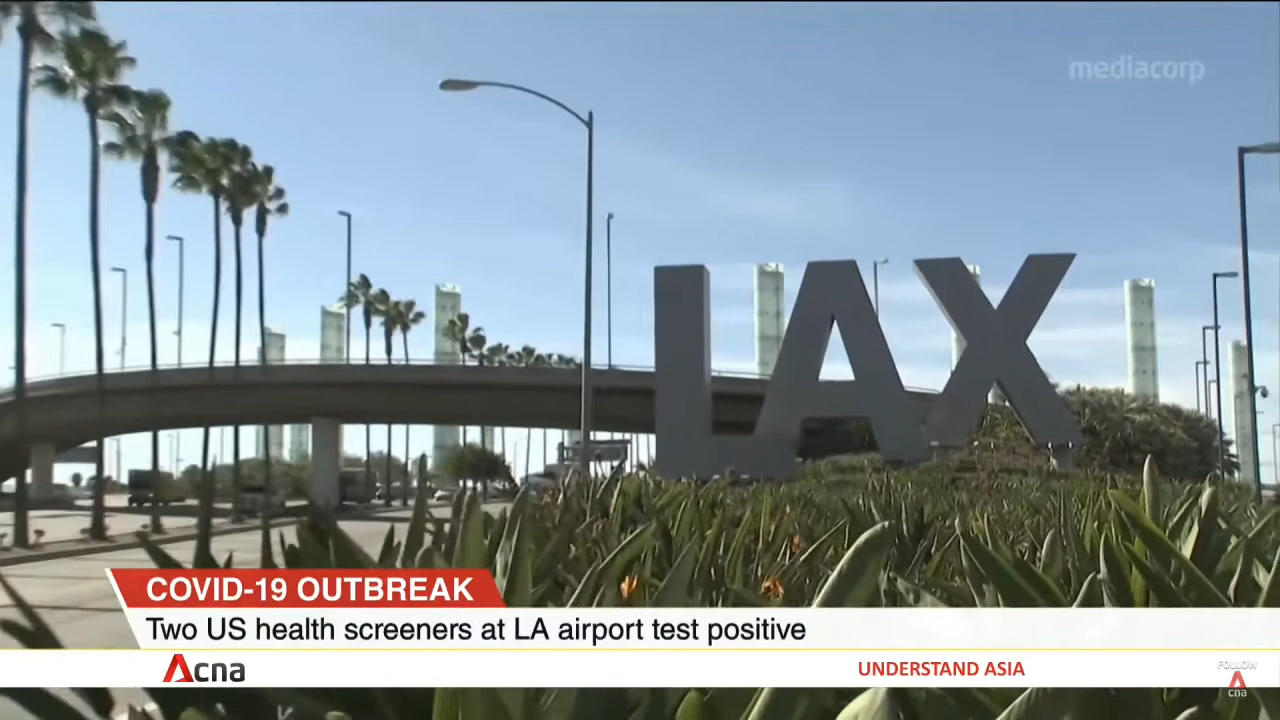 mediacorp
LAX
COVID-19 OUTBREAK
Two US health screeners at LA airport test positive
cna
UNDERSTAND ASIA
FOLLOW
cna